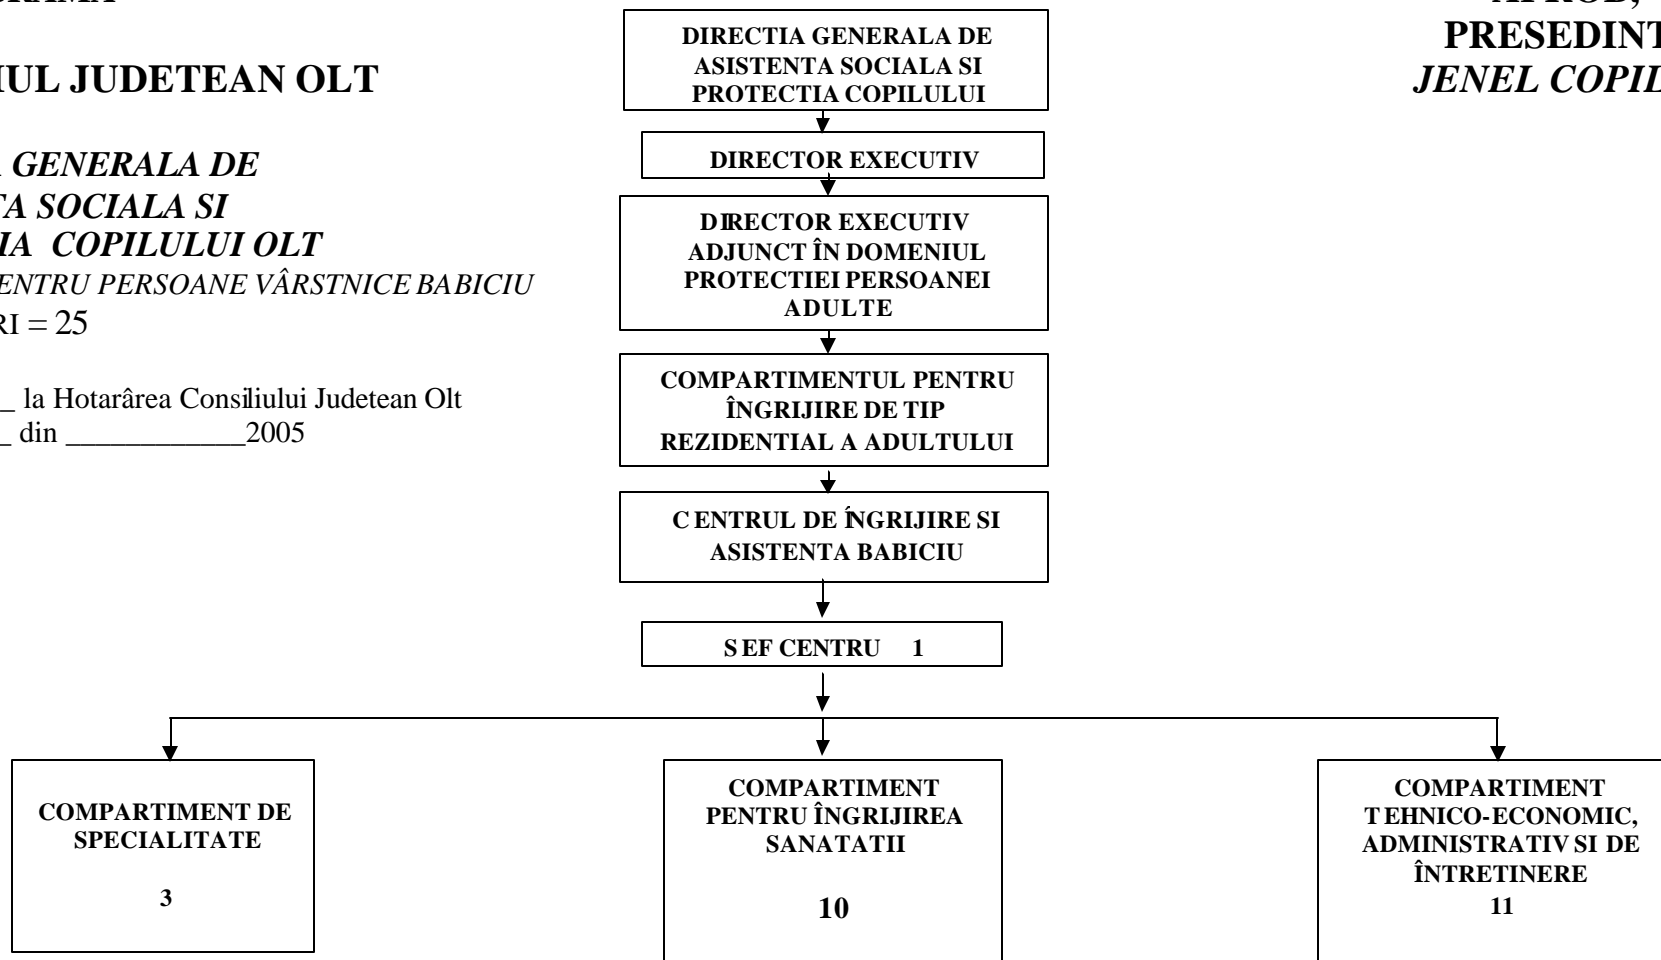 IUL JUDETEAN OLT
GENERALA DE
TA SOCIALA SI
IA COPILULUI OLT
ENTRU PERSOANE VÂRSTNICE BABICIU
RI = 25
_ la Hotarârea Consiliului Judetean Olt
_ din ____________2005
APROB,
PRESEDINT
JENEL COPIL
DIRECTIA GENERALA DE
ASISTENTA SOCIALA SI
PROTECTIA COPILULUI
DIRECTOR EXECUTIV
DIRECTOR EXECUTIV
ADJUNCT ÎN DOMENIUL
PROTECTIEI PERSOANEI
ADULTE
COMPARTIMENTUL PENTRU
ÎNGRIJIRE DE TIP
REZIDENTIAL A ADULTULUI
CENTRUL DE ÎNGRIJIRE SI
ASISTENTA BABICIU
SEF CENTRU 1
COMPARTIMENT DE
SPECIALITATE
3
COMPARTIMENT
PENTRU ÎNGRIJIREA
SANATATII
10
COMPARTIMENT
TEHNICO-ECONOMIC,
ADMINISTRATIV SI DE
ÎNTRETINERE
11